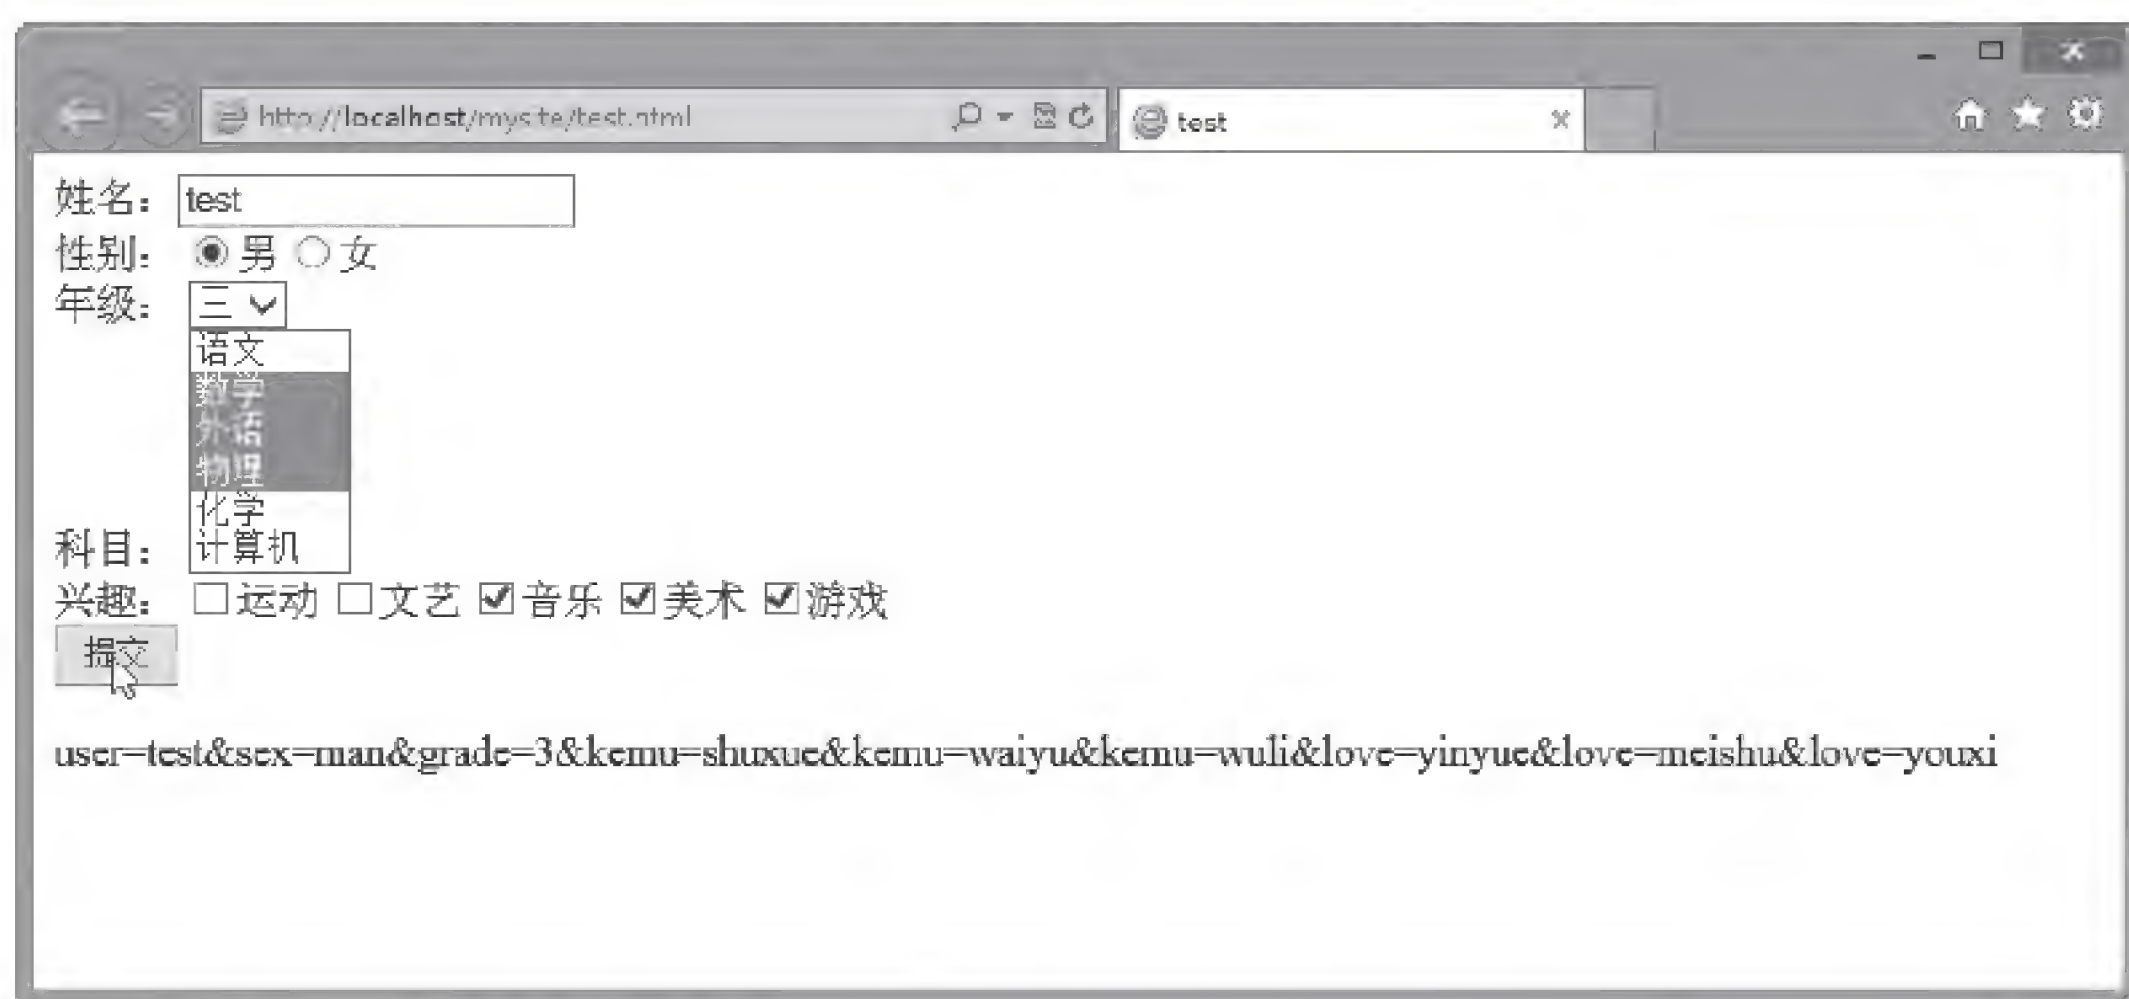 http://localhost/mysite/test.html
test
姓名： test
性别： 男 女
年级： 三
语文
数学
外语
物理
化学
计算机
科目：
兴趣： 运动 文艺 音乐 美术 游戏
提交
user=test&sex=man&grade=3&kemu=shuxue&kemu=waiyu&kemu=wuli&love=yinyue&love=meishu&love=youxi